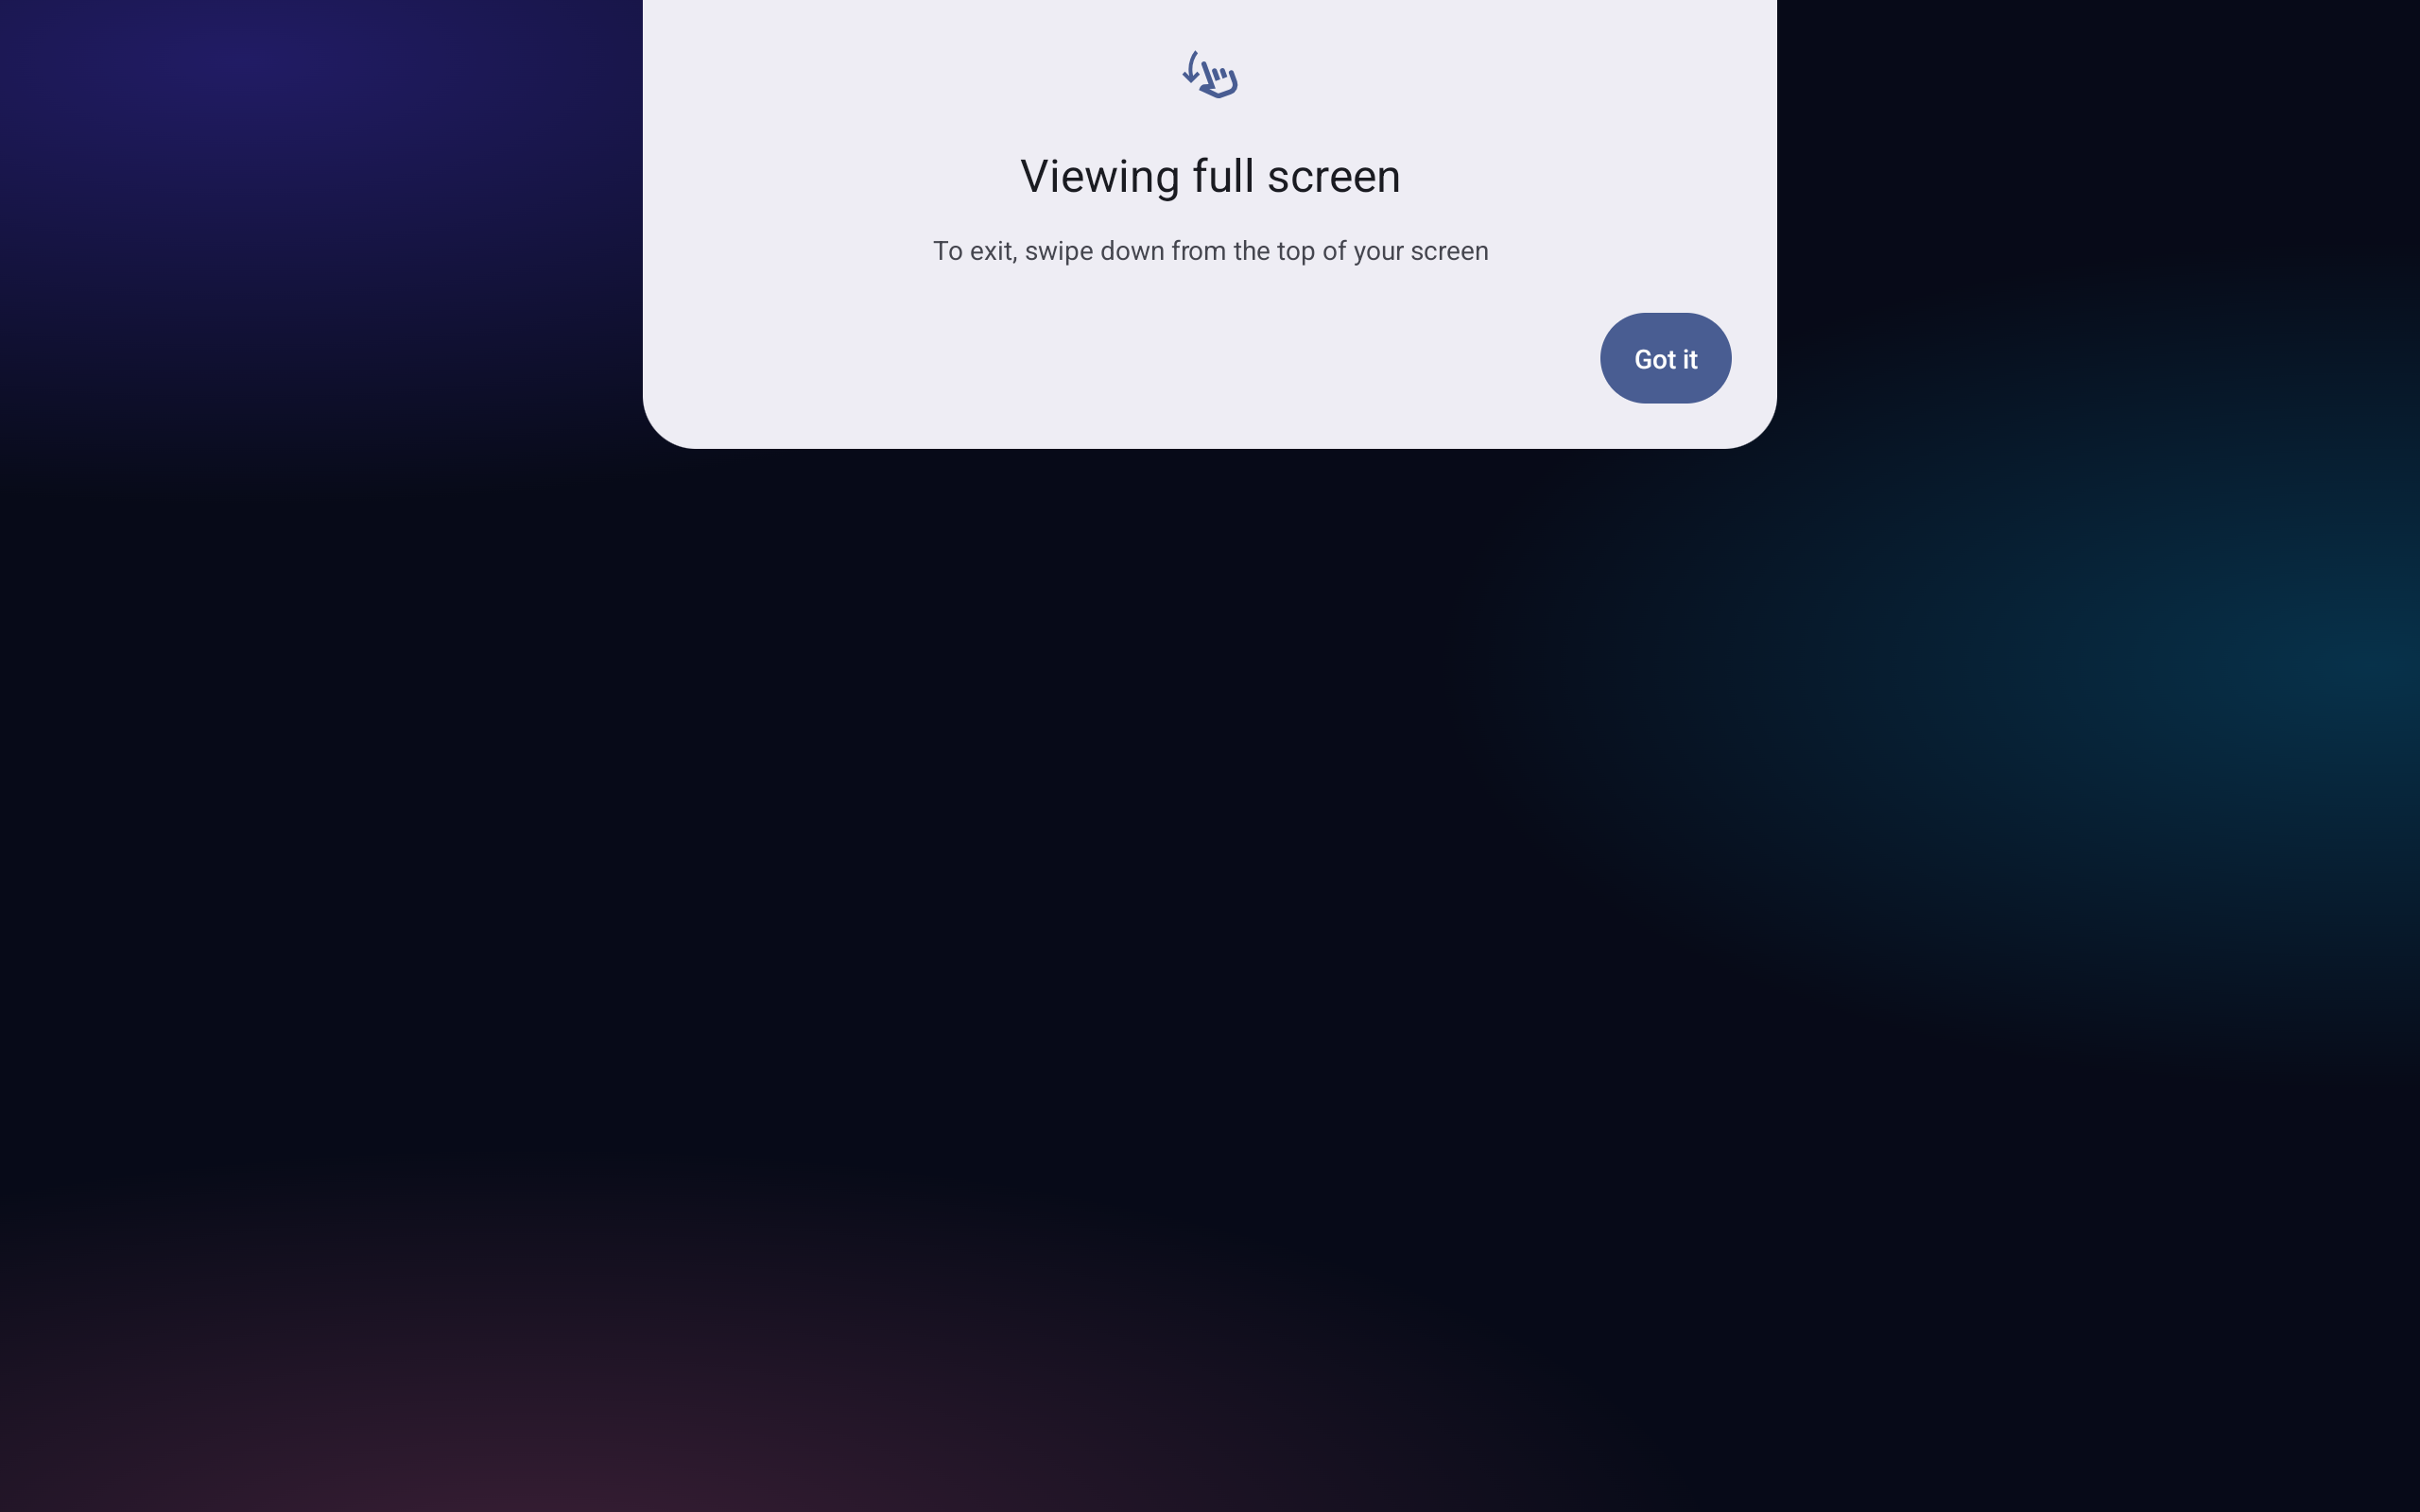 Viewing full screen
To exit, swipe down from the top of your screen
Got it